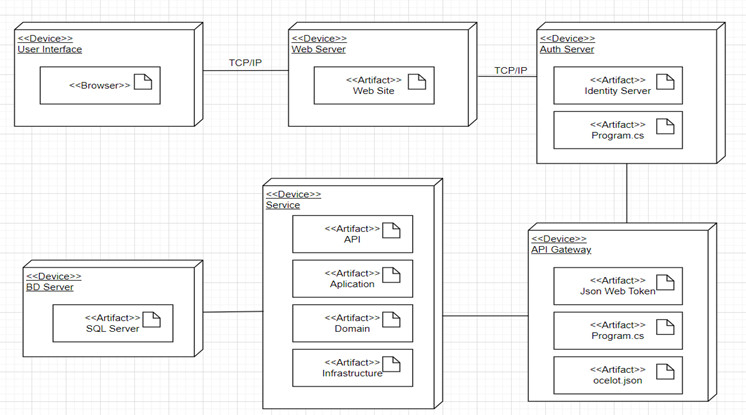 <<Device>>
User Interface
<<Browser>>
TCP/IP
<<Device>>
Web Server
<<Artifact>>
Web Site
TCP/IP
<<Device>>
Auth Server
<<Artifact>>
Identity Server
<<Artifact>>
Program.cs
<<Device>>
BD Server
<<Artifact>>
SQL Server
<<Device>>
Service
<<Artifact>>
API
<<Artifact>>
Aplication
<<Artifact>>
Domain
<<Artifact>>
Infrastructure
<<Device>>
API Gateway
<<Artifact>>
Json Web Token
<<Artifact>>
Program.cs
<<Artifact>>
ocelot.json